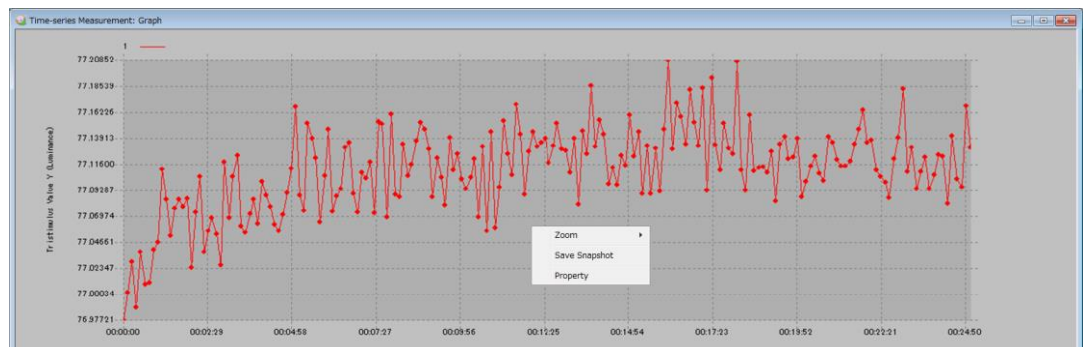 Time-series Measurement: Graph
1
77.20852
77.18539
77.16226
77.13913
77.11600
77.09287
77.06974
77.04661
77.02347
77.00034
76.97721
Tristimulus Value Y (Luminance)
Zoom
Save Snapshot
Property
00:00:00 00:02:29 00:04:58 00:07:27 00:09:56 00:12:25 00:14:54 00:17:23 00:19:52 00:22:21 00:24:50